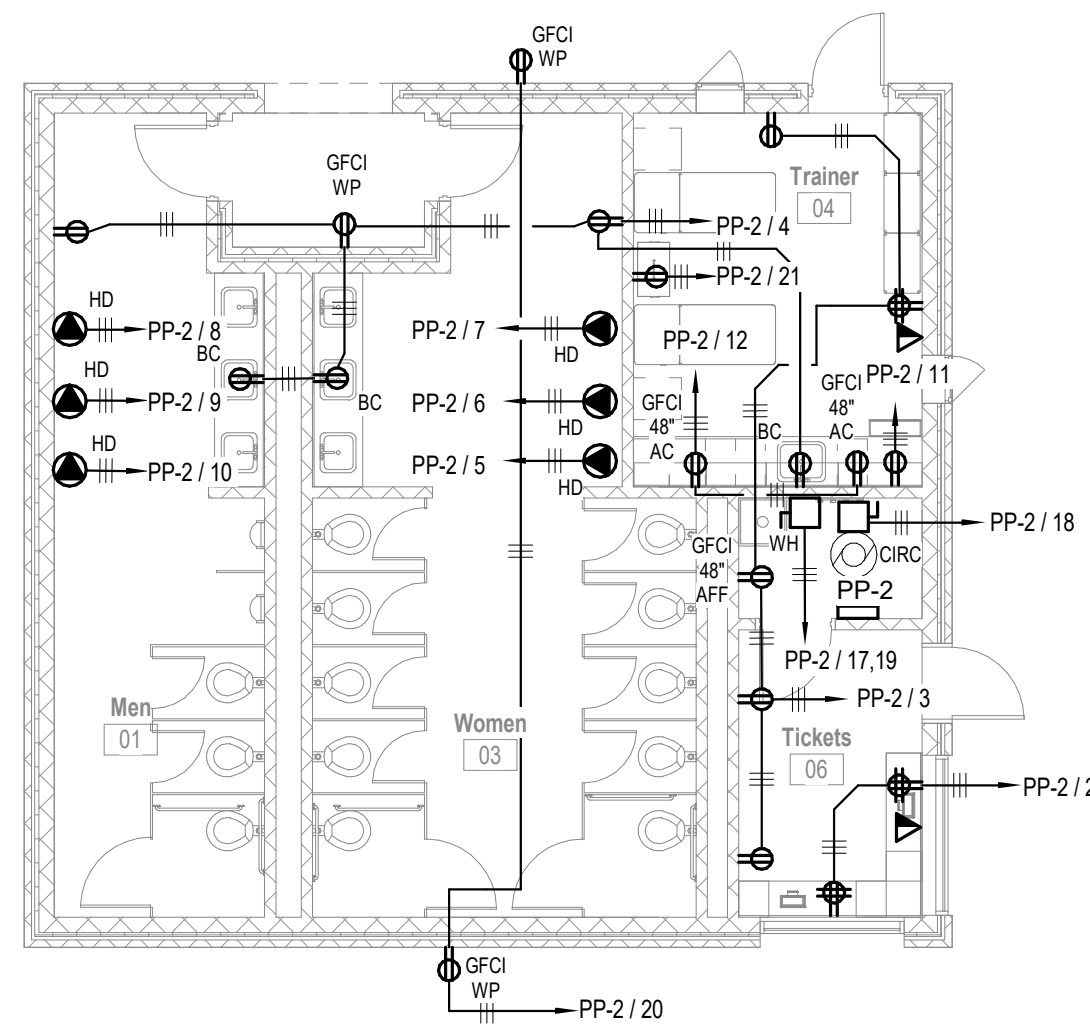 GFCI
WP
GFCI
WP
Trainer
04
PP-2 / 4
PP-2 / 21
HD
PP-2 / 8
PP-2 / 7
HD
PP-2 / 12
BC
HD
PP-2 / 9
BC
PP-2 / 6
HD
GFCI
48"
AC
PP-2 / 11
GFCI
48"
AC
BC
HD
PP-2 / 10
PP-2 / 5
HD
PP-2 / 18
WH
GFCI
48"
AFF
CIRC
PP-2
PP-2 / 17,19
PP-2 / 3
Men
01
Women
03
Tickets
06
PP-2 / 2
GFCI
WP
PP-2 / 20